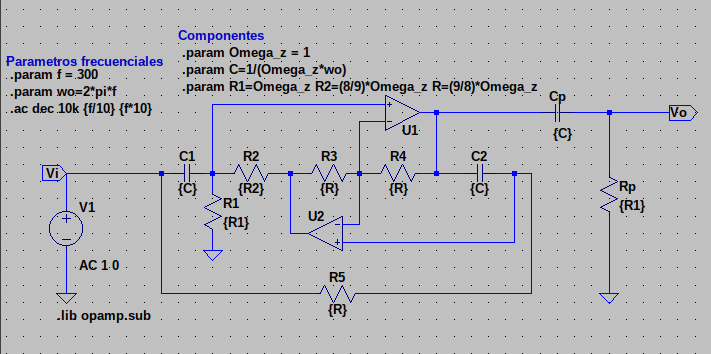 Componentes
.param Omega_z = 1
.param C=1/(Omega_z*wo)
.param R1=Omega_z R2=(8/9)*Omega_z R=(9/8)*Omega_z
Parametros frecuenciales
.param f = 300
.param wo=2*pi*f
.ac dec 10k {f/10} {f*10}
U1
Cp
{C}
Vo
Vi
C1
{C}
R2
{R2}
R3
{R}
R4
{R}
C2
{C}
R1
{R1}
U2
Rp
{R1}
V1
AC 1 0
R5
{R}
.lib opamp.sub